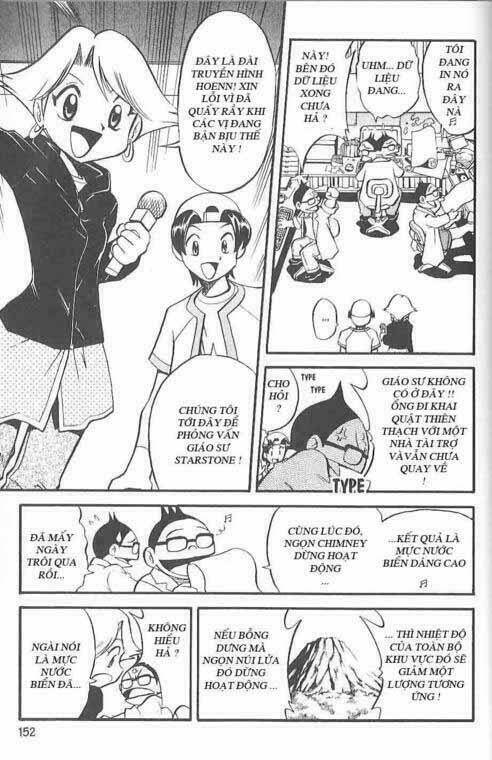 TÔI
ĐANG
IN NÓ
RA
ĐÂY
NÀ
UHM... DỮ
LIỆU
ĐANG...
NÀY!
BÊN ĐÓ
DỮ LIỆU
XONG
CHƯA
HẢ ?
...
ĐÂY LÀ ĐÀI
TRUYỀN HÌNH
HOENN! XIN
LỖI VÌ ĐÃ
QUẤY RẦY KHI
CÁC VỊ ĐANG
BẬN BỊU THẾ
NÀY !
CHÚNG TÔI
TỚI ĐÂY ĐỂ
PHỎNG VẤN
GIÁO SƯ
STARSTONE !
GIÁO SƯ KHÔNG
CÓ Ở ĐÂY !!
ỔNG ĐI KHAI
QUẬT THIÊN
THẠCH VỚI MỘT
NHÀ TÀI TRỢ
VÀ VẪN CHƯA
QUAY VỀ
!
TYPE
TYPE
CHO
HỎI
?
TYPE
...KẾT QUẢ LÀ
MỰC NƯỚC
BIỂN DÂNG CAO
CÙNG LÚC ĐÓ,
NGỌN CHIMNEY
DỪNG HOẠT
ĐỘNG
...
ĐÃ MẤY
NGÀY
TRÔI QUA
RỒI...
... THÌ NHIỆT ĐỘ
CỦA TOÀN BỘ
KHU VỰC ĐÓ SẼ
GIẢM MỘT
LƯỢNG TƯƠNG
ỨNG !
NẾU BỖNG
DƯNG MÀ
NGỌN NÚI LỬA
ĐÓ DỪNG
HOẠT ĐỘNG ...
KHÔNG
HIỂU
HẢ ?
NGÀI NÓI
LÀ MỰC
NƯỚC
BIỂN ĐÃ...
152